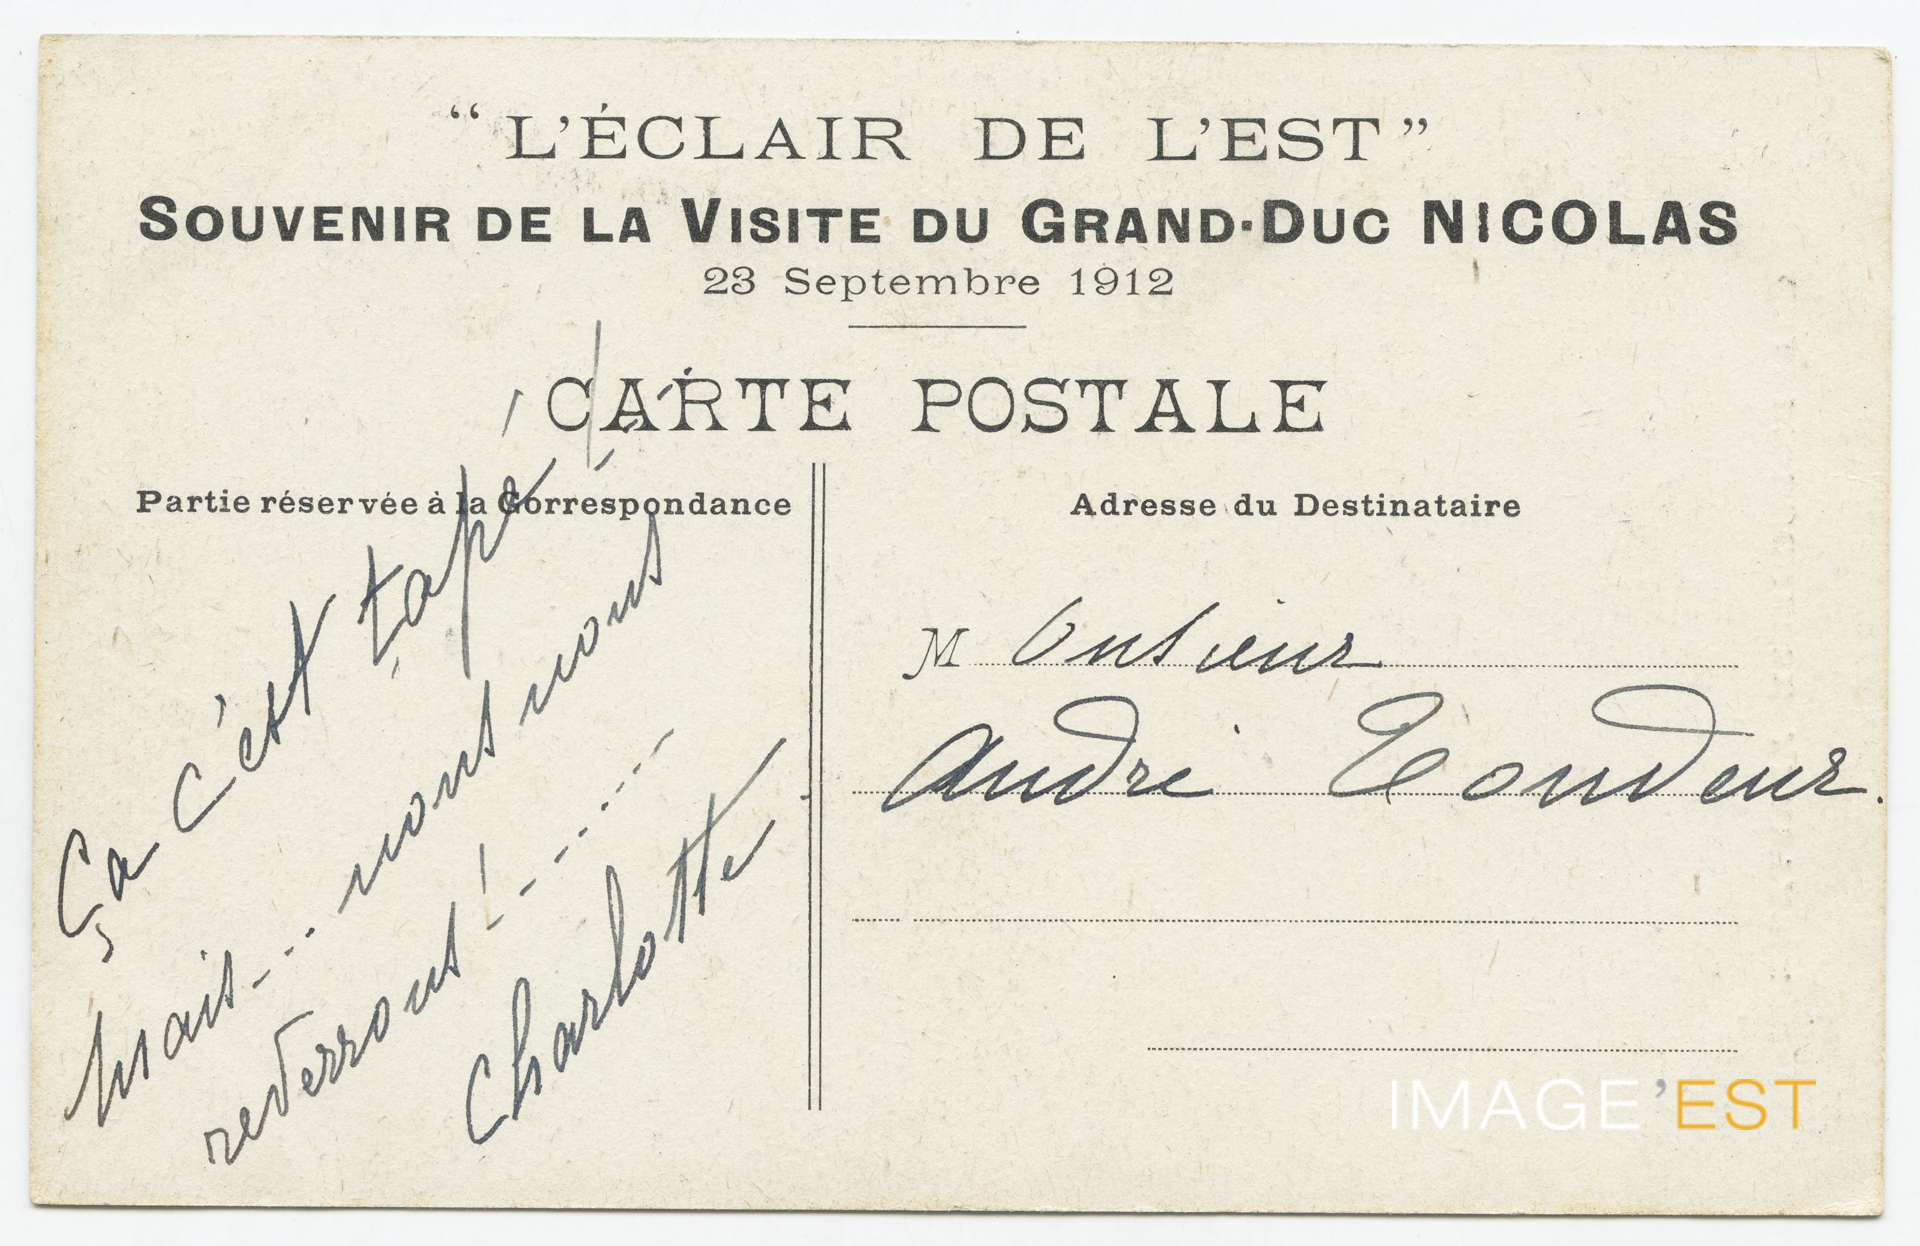 “ L’ÉCLAIR DE L’EST ”
SOUVENIR DE LA VISITE DU GRAND-DUC NICOLAS
23 Septembre 1912
CARTE POSTALE
Partie réservée à la Correspondance
Ça c'est tapé !
Mais... nous nous
reverrons ! ......
Charlotte
Adresse du Destinataire
Monsieur
André Tondeur.
IMAGE'EST